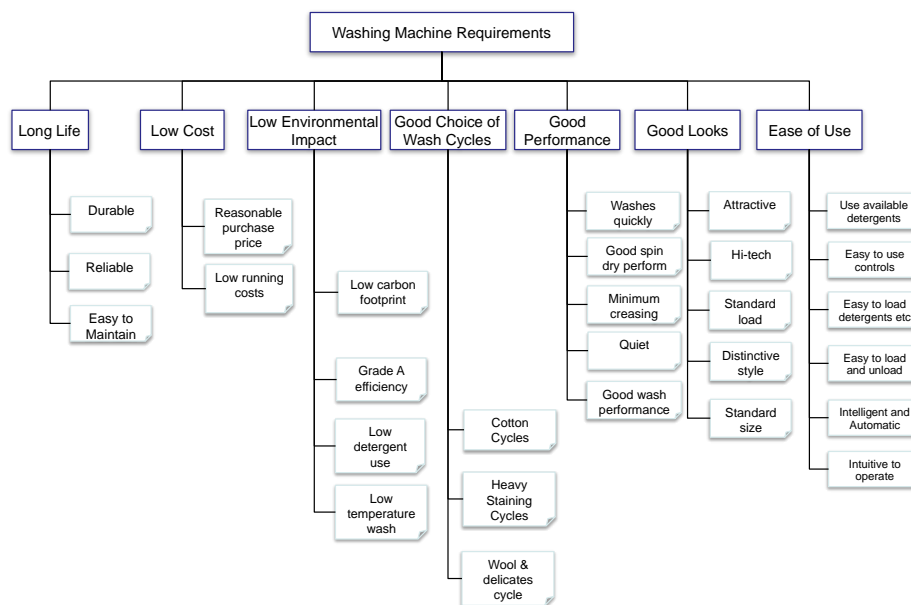 Washing Machine Requirements
Long Life
Low Cost
Low Environmental
Impact
Good Choice of
Wash Cycles
Good
Performance
Good Looks
Ease of Use
Durable
Reliable
Easy to
Maintain
Reasonable
purchase
price
Low running
costs
Low carbon
footprint
Grade A
efficiency
Low
detergent
use
Low
temperature
wash
Cotton
Cycles
Heavy
Staining
Cycles
Wool &
delicates
cycle
Washes
quickly
Good spin
dry perform
Minimum
creasing
Quiet
Good wash
performance
Attractive
Hi-tech
Standard
load
Distinctive
style
Standard
size
Use available
detergents
Easy to use
controls
Easy to load
detergents etc
Easy to load
and unload
Intelligent and
Automatic
Intuitive to
operate